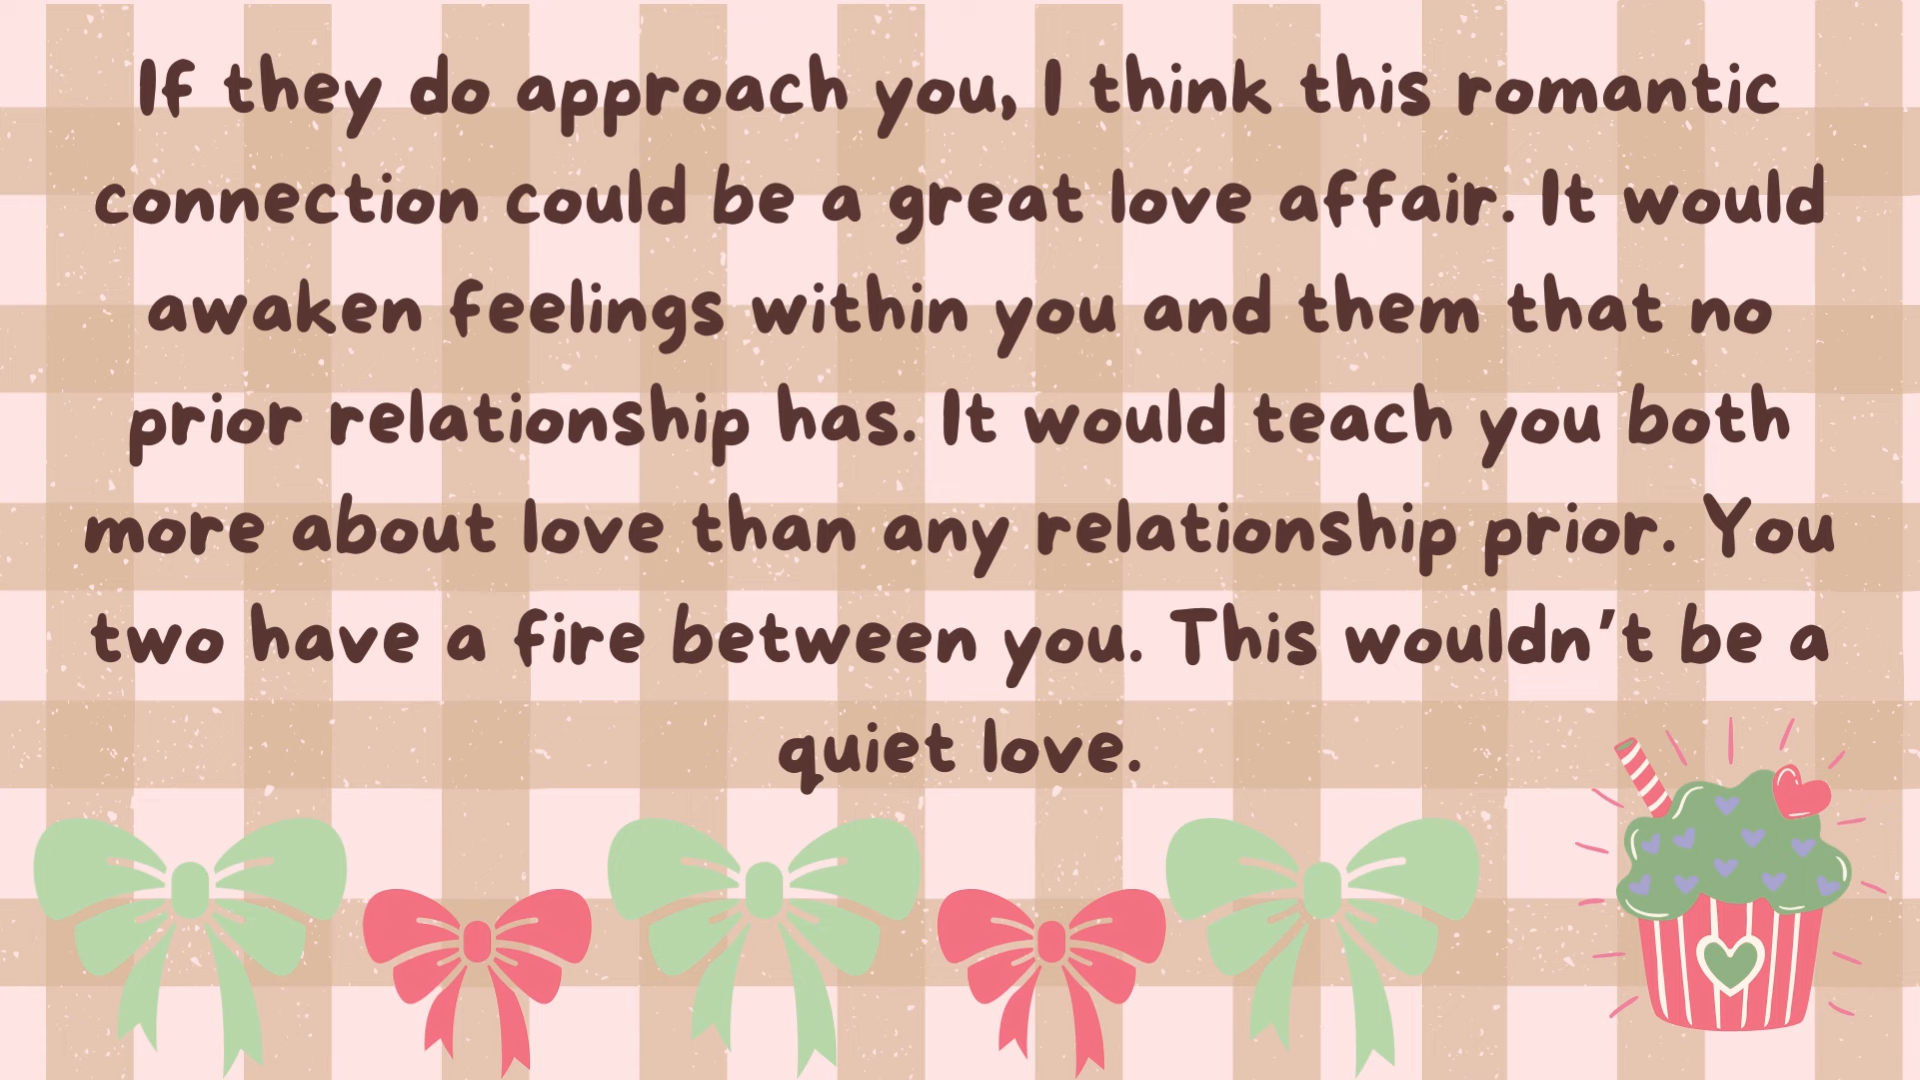 If they do approach you, I think this romantic
connection could be a great love affair. It would
awaken feelings within you and them that no
prior relationship has. It would teach you both
more about love than any relationship prior. You
two have a fire between you. This wouldn't be a
quiet love.